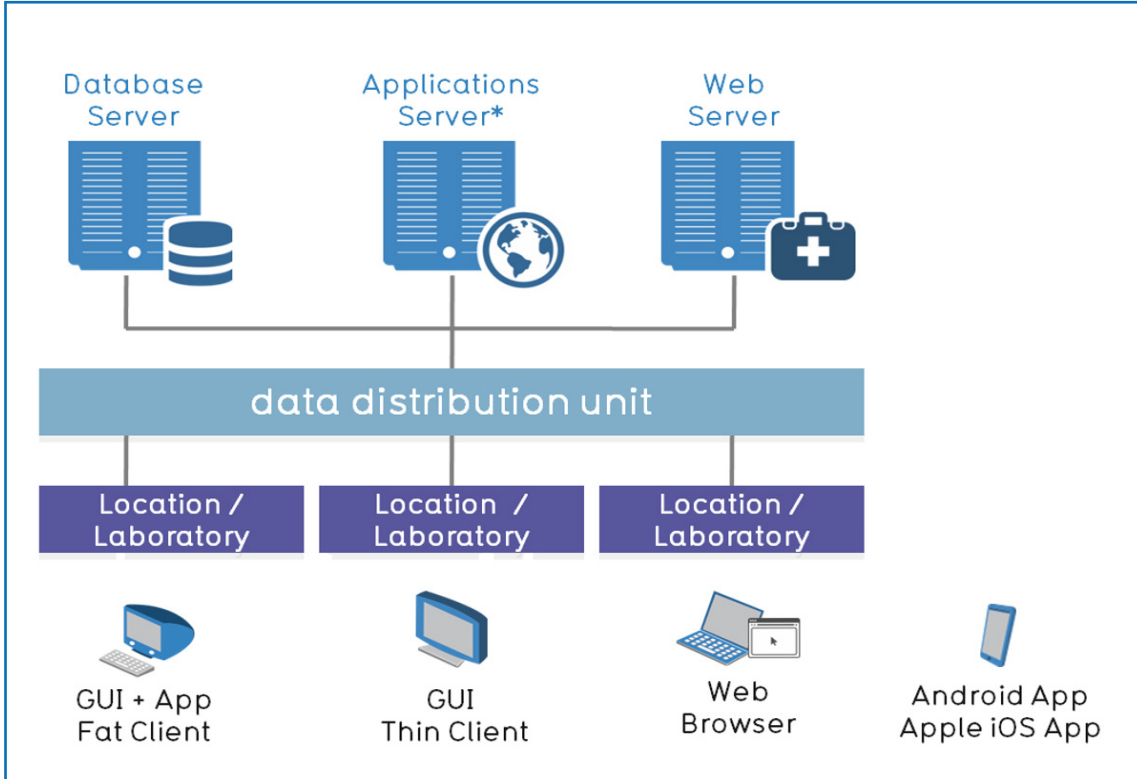 Database
Server
Applications
Server*
Web
Server
data distribution unit
Location /
Laboratory
Location /
Laboratory
Location /
Laboratory
GUI + App
Fat Client
GUI
Thin Client
Web
Browser
Android App
Apple iOS App